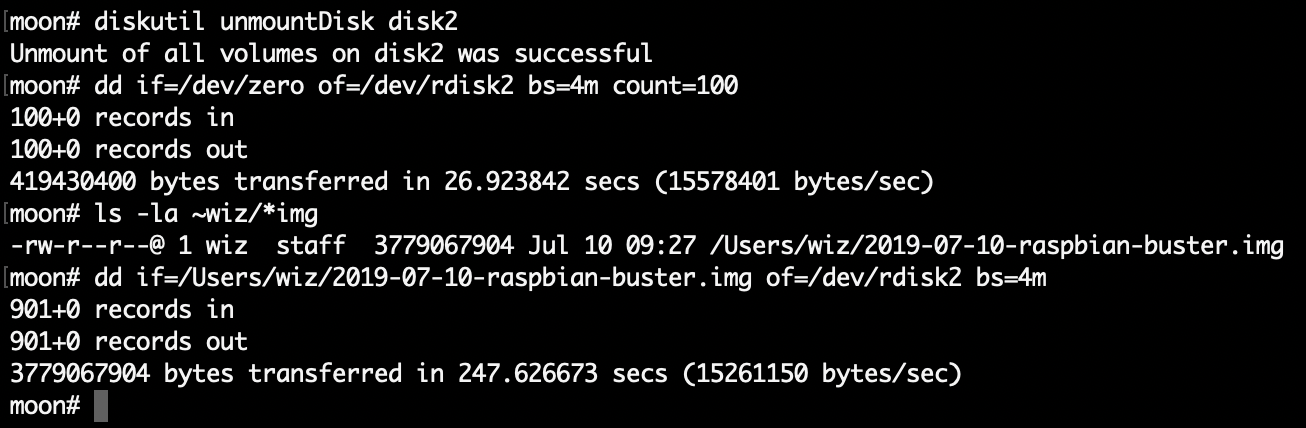 [moon# diskutil unmountDisk disk2
Unmount of all volumes on disk2 was successful
[moon# dd if=/dev/zero of=/dev/rdisk2 bs=4m count=100
100+0 records in
100+0 records out
419430400 bytes transferred in 26.923842 secs (15578401 bytes/sec)
[moon# ls -la ~wiz/*img
-rw-r--r--@ 1 wiz  staff  3779067904 Jul 10 09:27 /Users/wiz/2019-07-10-raspbian-buster.img
[moon# dd if=/Users/wiz/2019-07-10-raspbian-buster.img of=/dev/rdisk2 bs=4m
901+0 records in
901+0 records out
3779067904 bytes transferred in 247.626673 secs (15261150 bytes/sec)
moon#